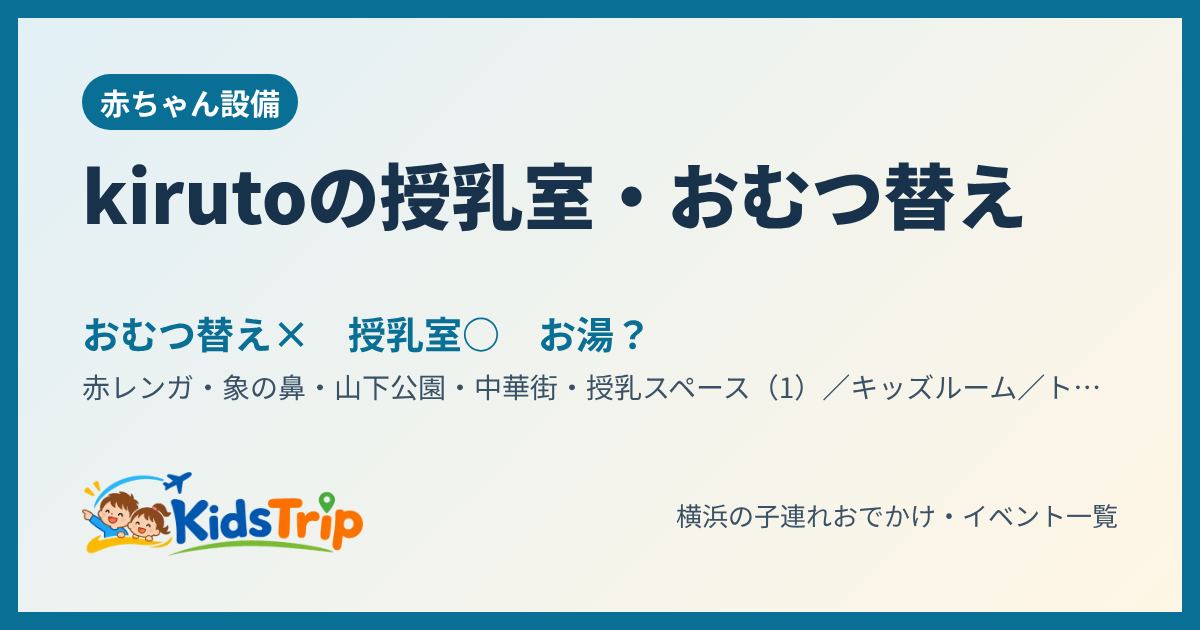 赤ちゃん設備
kirutoの授乳室・おむつ替え
おむつ替え×　授乳室○　お湯？
赤レンガ・象の鼻・山下公園・中華街・授乳スペース（1）／キッズルーム／ト…
KidsTrip
横浜の子連れおでかけ・イベント一覧